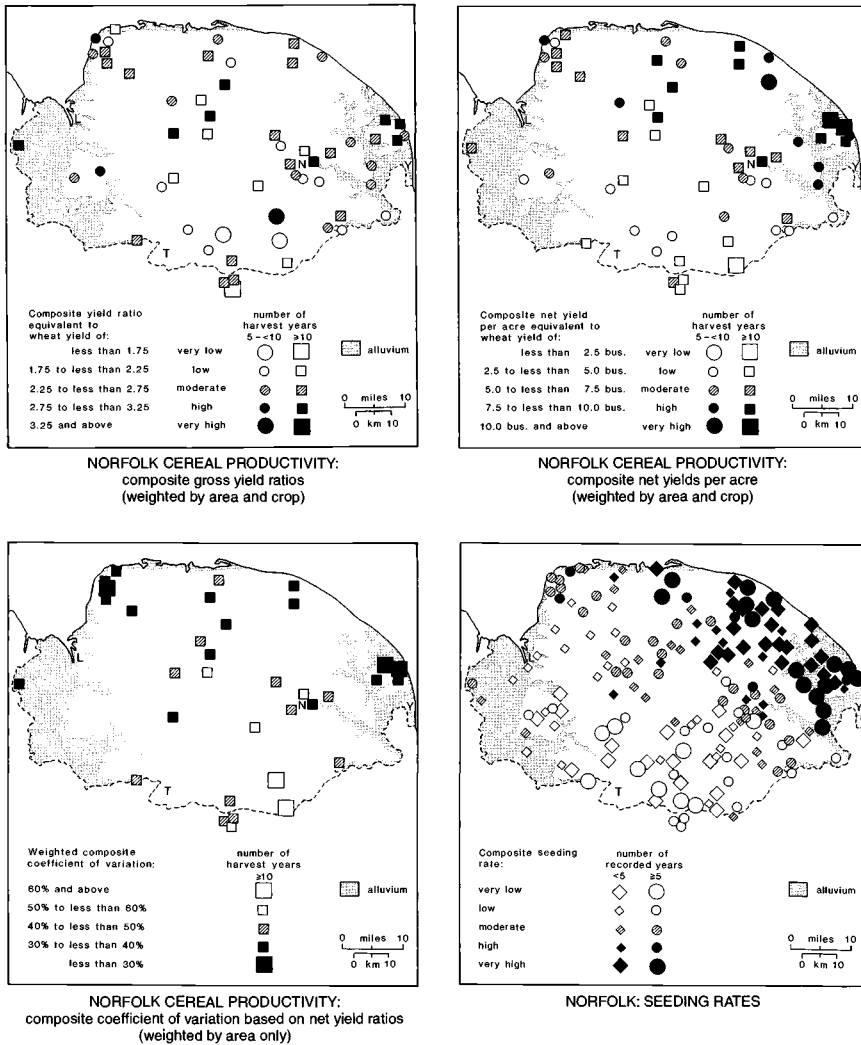 L
N
Y
T
Composite yield ratio
equivalent to
wheat yield of:
number of
harvest years
5–<10 ≥10
less than 1.75 very low
1.75 to less than 2.25 low
2.25 to less than 2.75 moderate
2.75 to less than 3.25 high
3.25 and above very high
alluvium
0 miles 10
0 km 10
NORFOLK CEREAL PRODUCTIVITY:
composite gross yield ratios
(weighted by area and crop)
L
N
Y
T
Composite net yield
per acre equivalent to
wheat yield of:
number of
harvest years
5–<10 ≥10
less than 2.5 bus. very low
2.5 to less than 5.0 bus. low
5.0 to less than 7.5 bus. moderate
7.5 to less than 10.0 bus. high
10.0 bus. and above very high
alluvium
0 miles 10
0 km 10
NORFOLK CEREAL PRODUCTIVITY:
composite net yields per acre
(weighted by area and crop)
L
N
Y
T
Weighted composite
coefficient of variation:
number of
harvest years
≥10
60% and above
50% to less than 60%
40% to less than 50%
30% to less than 40%
less than 30%
alluvium
0 miles 10
0 km 10
NORFOLK CEREAL PRODUCTIVITY:
composite coefficient of variation based on net yield ratios
(weighted by area only)
L
N
Y
T
Composite seeding
rate:
number of
recorded years
<5 ≥5
very low
low
moderate
high
very high
alluvium
0 miles 10
0 km 10
NORFOLK: SEEDING RATES